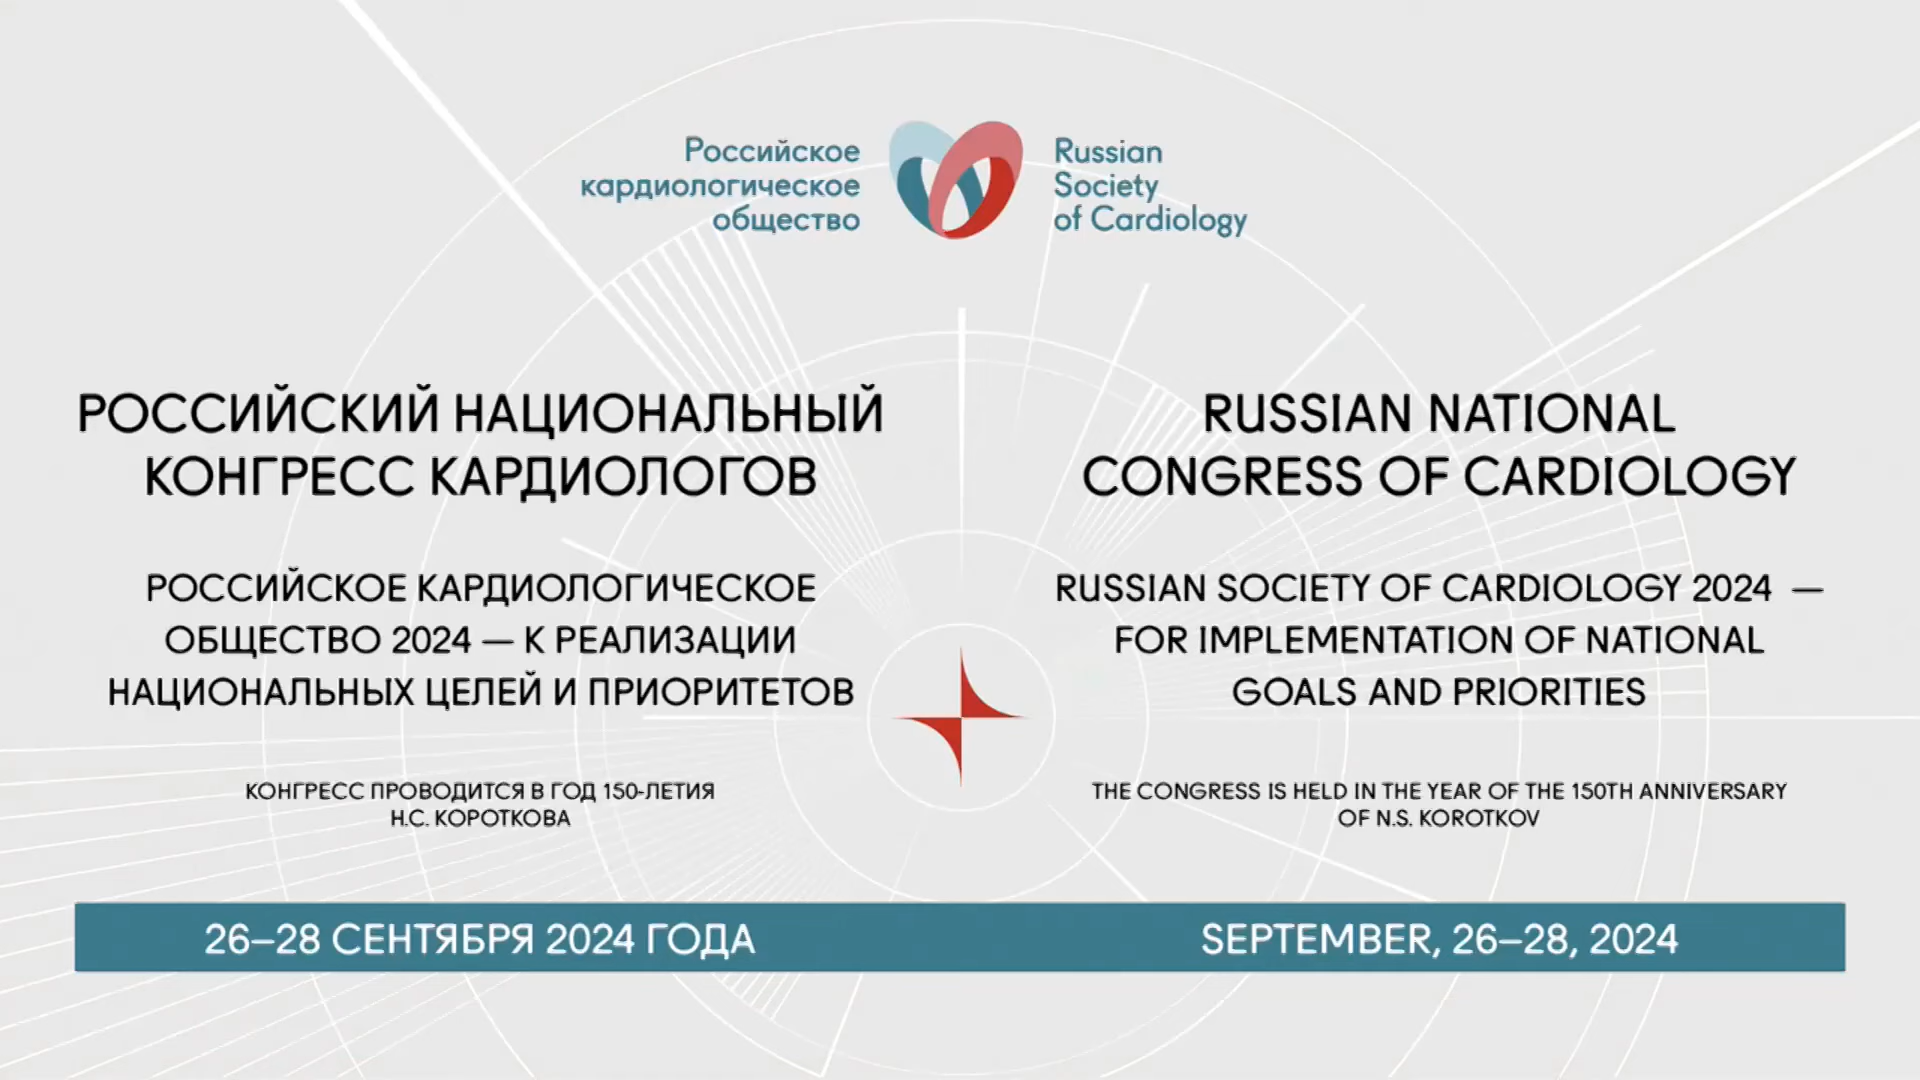 Российское
кардиологическое
общество
Russian
Society
of Cardiology
РОССИЙСКИЙ НАЦИОНАЛЬНЫЙ
КОНГРЕСС КАРДИОЛОГОВ
РОССИЙСКОЕ КАРДИОЛОГИЧЕСКОЕ
ОБЩЕСТВО 2024 — К РЕАЛИЗАЦИИ
НАЦИОНАЛЬНЫХ ЦЕЛЕЙ И ПРИОРИТЕТОВ
КОНГРЕСС ПРОВОДИТСЯ В ГОД 150-ЛЕТИЯ
Н.С. КОРОТКОВА
26–28 СЕНТЯБРЯ 2024 ГОДА
RUSSIAN NATIONAL
CONGRESS OF CARDIOLOGY
RUSSIAN SOCIETY OF CARDIOLOGY 2024 —
FOR IMPLEMENTATION OF NATIONAL
GOALS AND PRIORITIES
THE CONGRESS IS HELD IN THE YEAR OF THE 150TH ANNIVERSARY
OF N.S. KOROTKOV
SEPTEMBER, 26–28, 2024